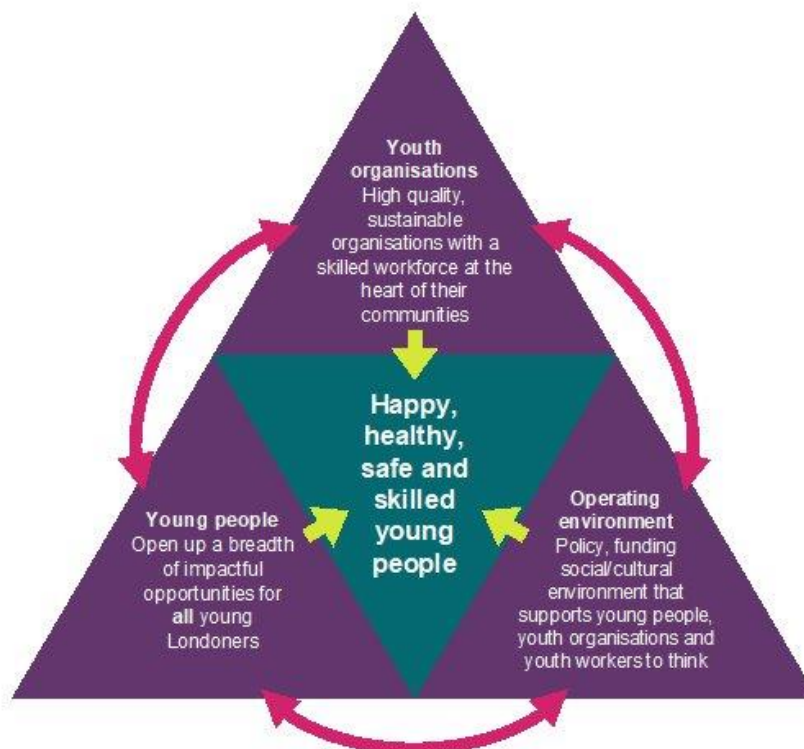 Youth
organisations
High quality,
sustainable
organisations with a
skilled workforce at the
heart of their
communities
Happy,
healthy,
safe and
skilled
young
people
Young people
Open up a breadth
of impactful
opportunities for
all young
Londoners
Operating
environment
Policy, funding
social/cultural
environment that
supports young people,
youth organisations and
youth workers to think